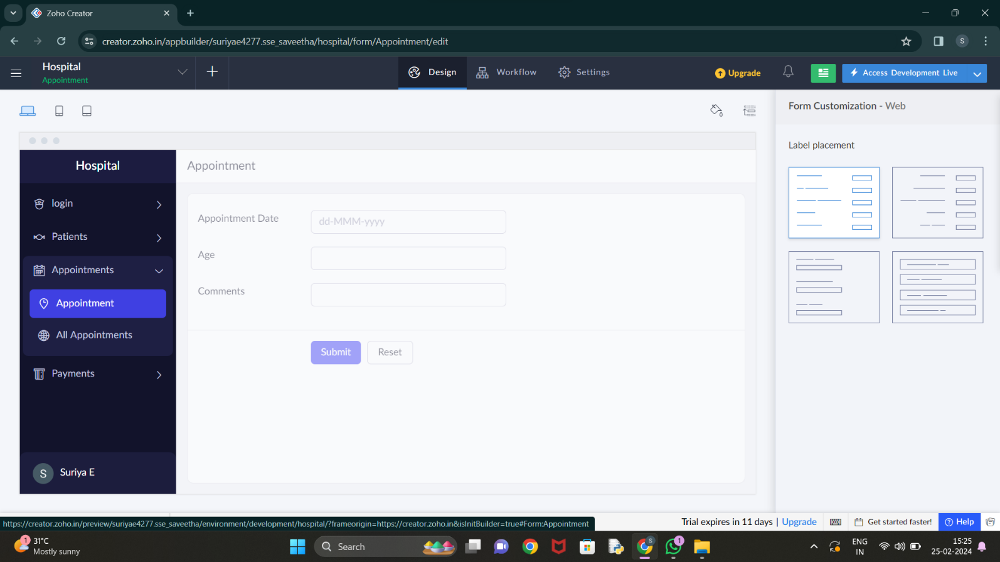 Zoho Creator
creator.zoho.in/appbuilder/suriyae4277.sse_saveetha/hospital/form/Appointment/edit
S
Hospital
Appointment
Design
Workflow
Settings
Upgrade
Access Development Live
Form Customization - Web
Label placement
Hospital
login
Patients
Appointments
Appointment
All Appointments
Payments
S
Suriya E
Appointment
Appointment Date
dd-MMM-yyyy
Age
Comments
Submit
Reset
https://creator.zoho.in/preview/suriyae4277.sse_saveetha/environment/development/hospital/?frameorigin=https://creator.zoho.in&isInitBuilder=true#Form:Appointment
Trial expires in 11 days | Upgrade
Get started faster!
Help
1
31°C
Mostly sunny
Search
S
1
ENG
IN
15:25
25-02-2024